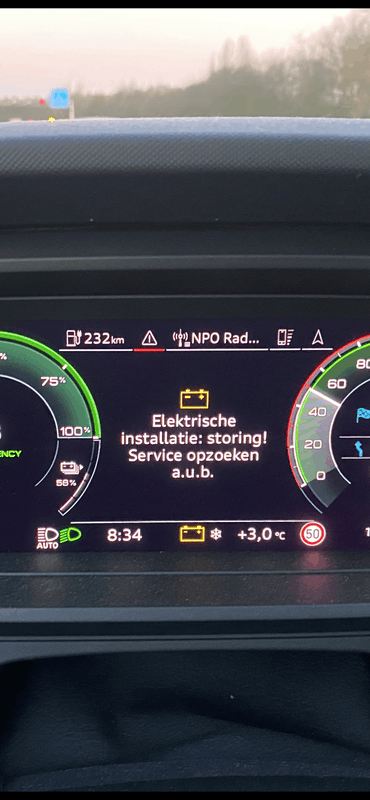 232km
NPO Rad...
75%
80
60
40
20
0
100%
58%
Elektrische
installatie: storing!
Service opzoeken
a.u.b.
AUTO
8:34
+3,0 °C
50